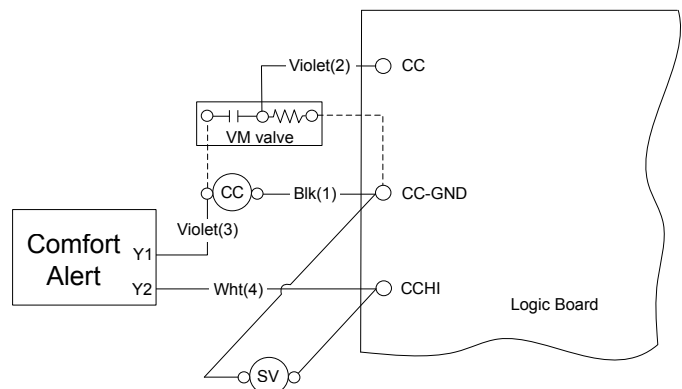 Violet(2)
CC
VM valve
CC
Blk(1)
CC-GND
Violet(3)
Comfort
Alert
Y1
Y2
Wht(4)
CCHI
Logic Board
SV